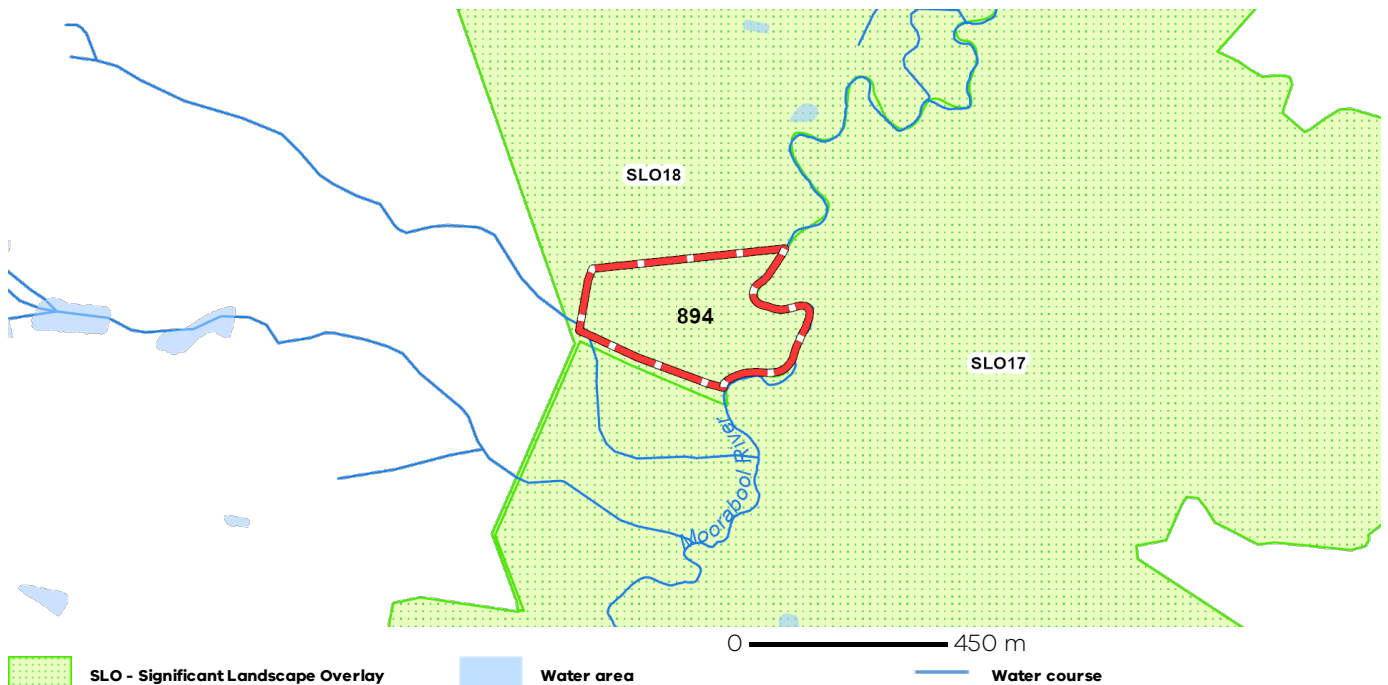 SLO18
894
SLO17
Moorabool River
0 450 m
SLO - Significant Landscape Overlay
Water area
Water course